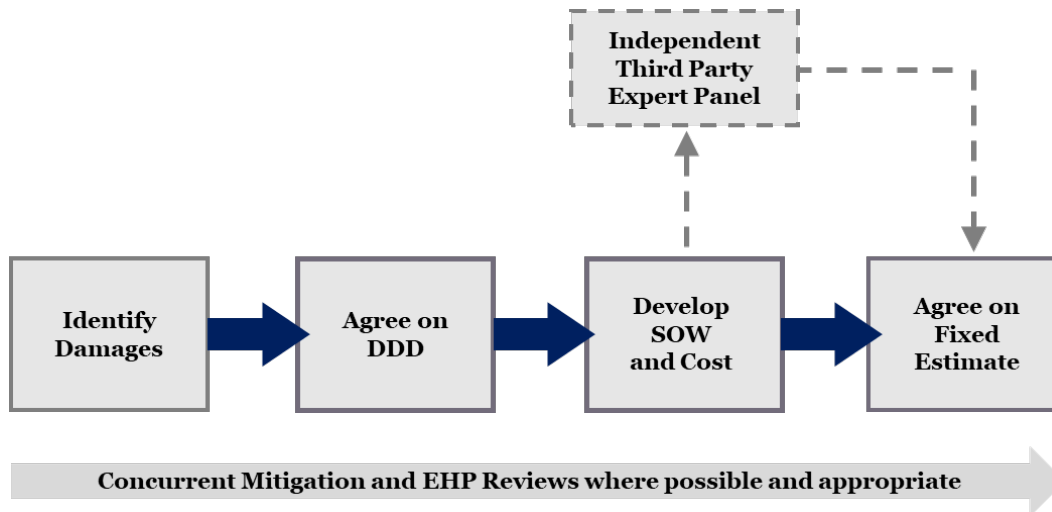 Independent
Third Party
Expert Panel
Identify
Damages
Agree on
DDD
Develop
SOW
and Cost
Agree on
Fixed
Estimate
Concurrent Mitigation and EHP Reviews where possible and appropriate